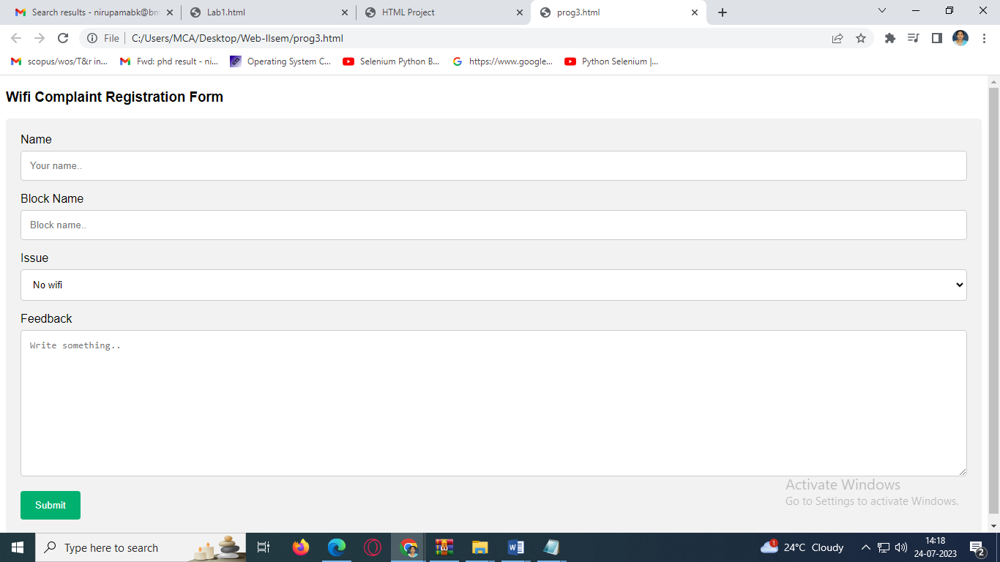 Search results - nirupamabk@bm
Lab1.html
HTML Project
prog3.html
File C:/Users/MCA/Desktop/Web-IIsem/prog3.html
scopus/wos/T&r in... Fwd: phd result - ni... Operating System C... Selenium Python B... https://www.google... Python Selenium |...
Wifi Complaint Registration Form
Name
Your name..
Block Name
Block name..
Issue
No wifi
Feedback
Write something..
Submit
Activate Windows
Go to Settings to activate Windows.
Type here to search
1
24°C Cloudy
14:18
24-07-2023
2